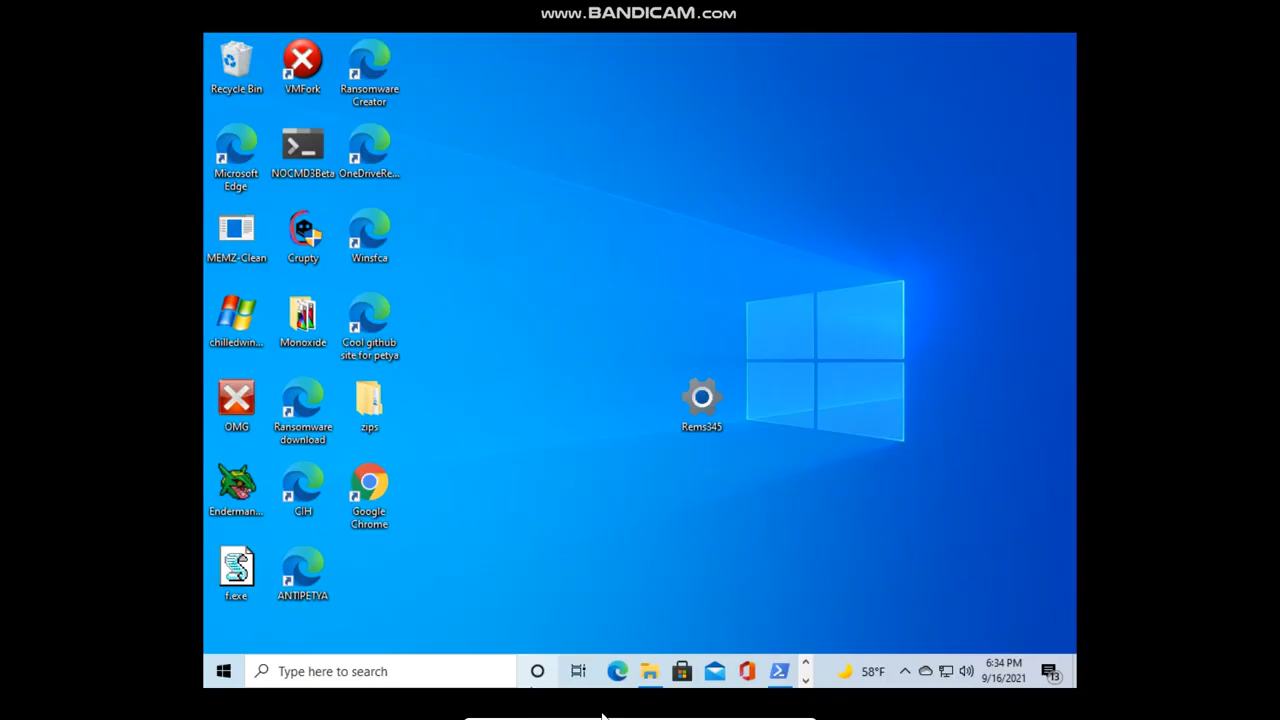 www.BANDICAM.com
Recycle Bin
VMFork
Ransomware
Creator
Microsoft
Edge
NOCMD3Beta
OneDriveRe...
MEMZ-Clean
Crupty
Winsfca
chilledwin...
Monoxide
Cool github
site for petya
OMG
Ransomware
download
zips
Rems345
Enderman...
CIH
Google
Chrome
f.exe
ANTIPETYA
Type here to search
58°F
6:34 PM
9/16/2021
13